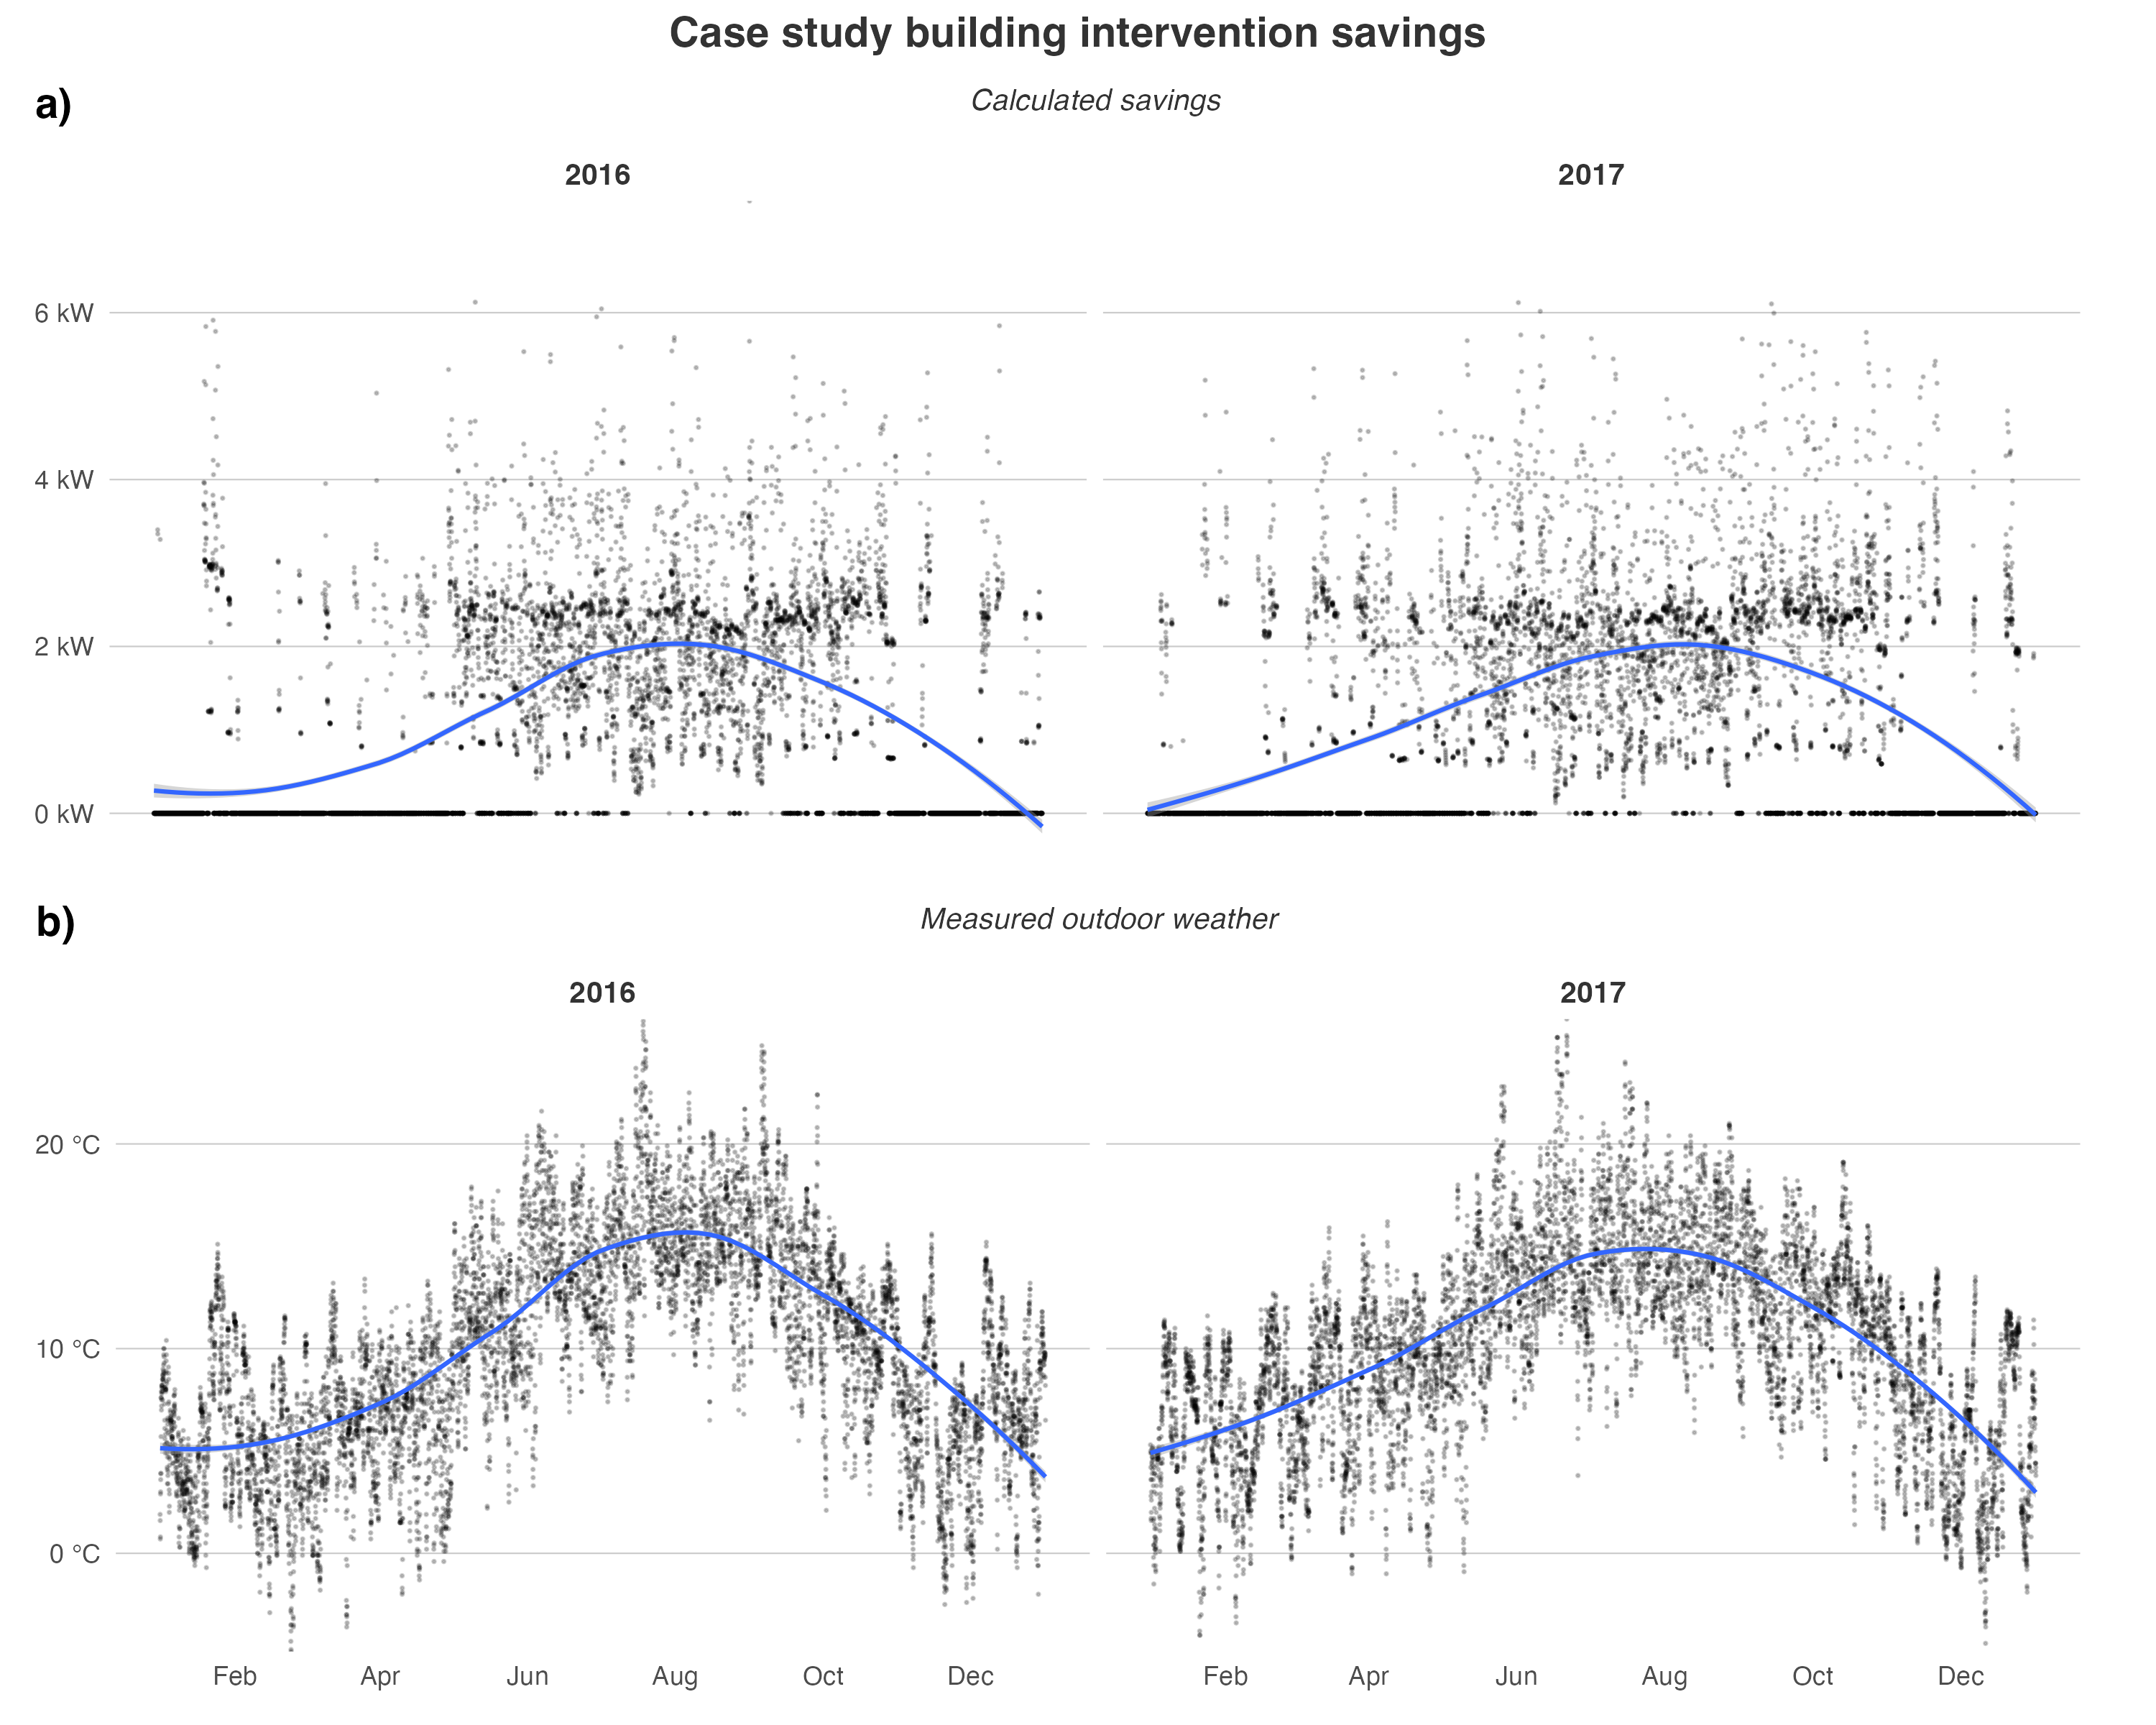 Case study building intervention savings
a)
Calculated savings
2016 2017
6 kW
4 kW
2 kW
0 kW
b)
Measured outdoor weather
2016 2017
20 °C
10 °C
0 °C
Feb Apr Jun Aug Oct Dec Feb Apr Jun Aug Oct Dec